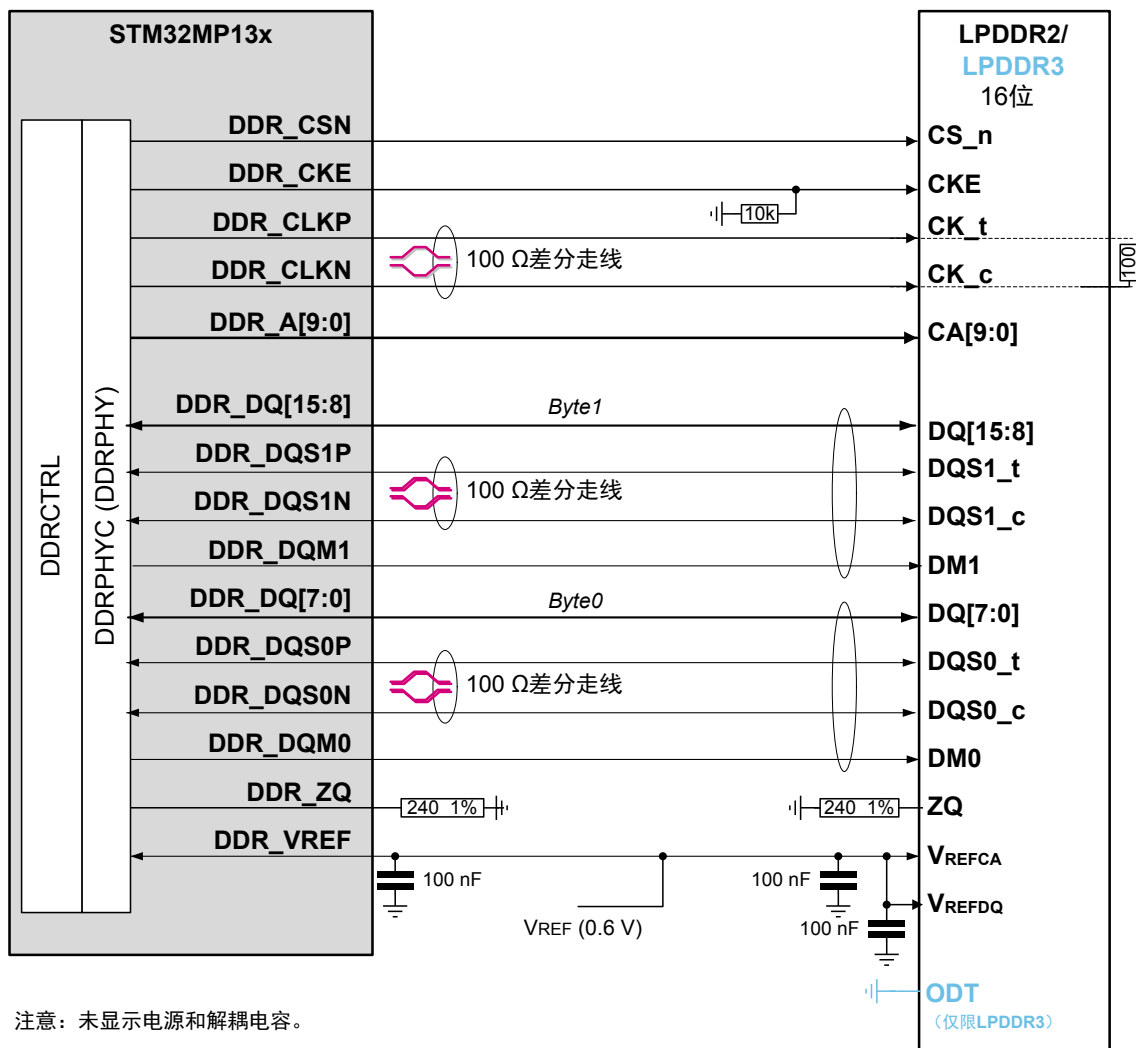 STM32MP13x
LPDDR2/
LPDDR3
16位
DDRCTRL
DDRPHYC (DDRPHY)
DDR_CSN
CS_n
DDR_CKE
CKE
10k
DDR_CLKP
CK_t
100 Ω差分走线
100
DDR_CLKN
CK_c
DDR_A[9:0]
CA[9:0]
DDR_DQ[15:8]
Byte1
DQ[15:8]
DDR_DQS1P
DQS1_t
100 Ω差分走线
DDR_DQS1N
DQS1_c
DDR_DQM1
DM1
DDR_DQ[7:0]
Byte0
DQ[7:0]
DDR_DQS0P
DQS0_t
100 Ω差分走线
DDR_DQS0N
DQS0_c
DDR_DQM0
DM0
DDR_ZQ
240 1%
240 1%
ZQ
DDR_VREF
VREFCA
100 nF
100 nF
VREFDQ
VREF (0.6 V)
100 nF
ODT
（仅限LPDDR3）
注意：未显示电源和解耦电容。